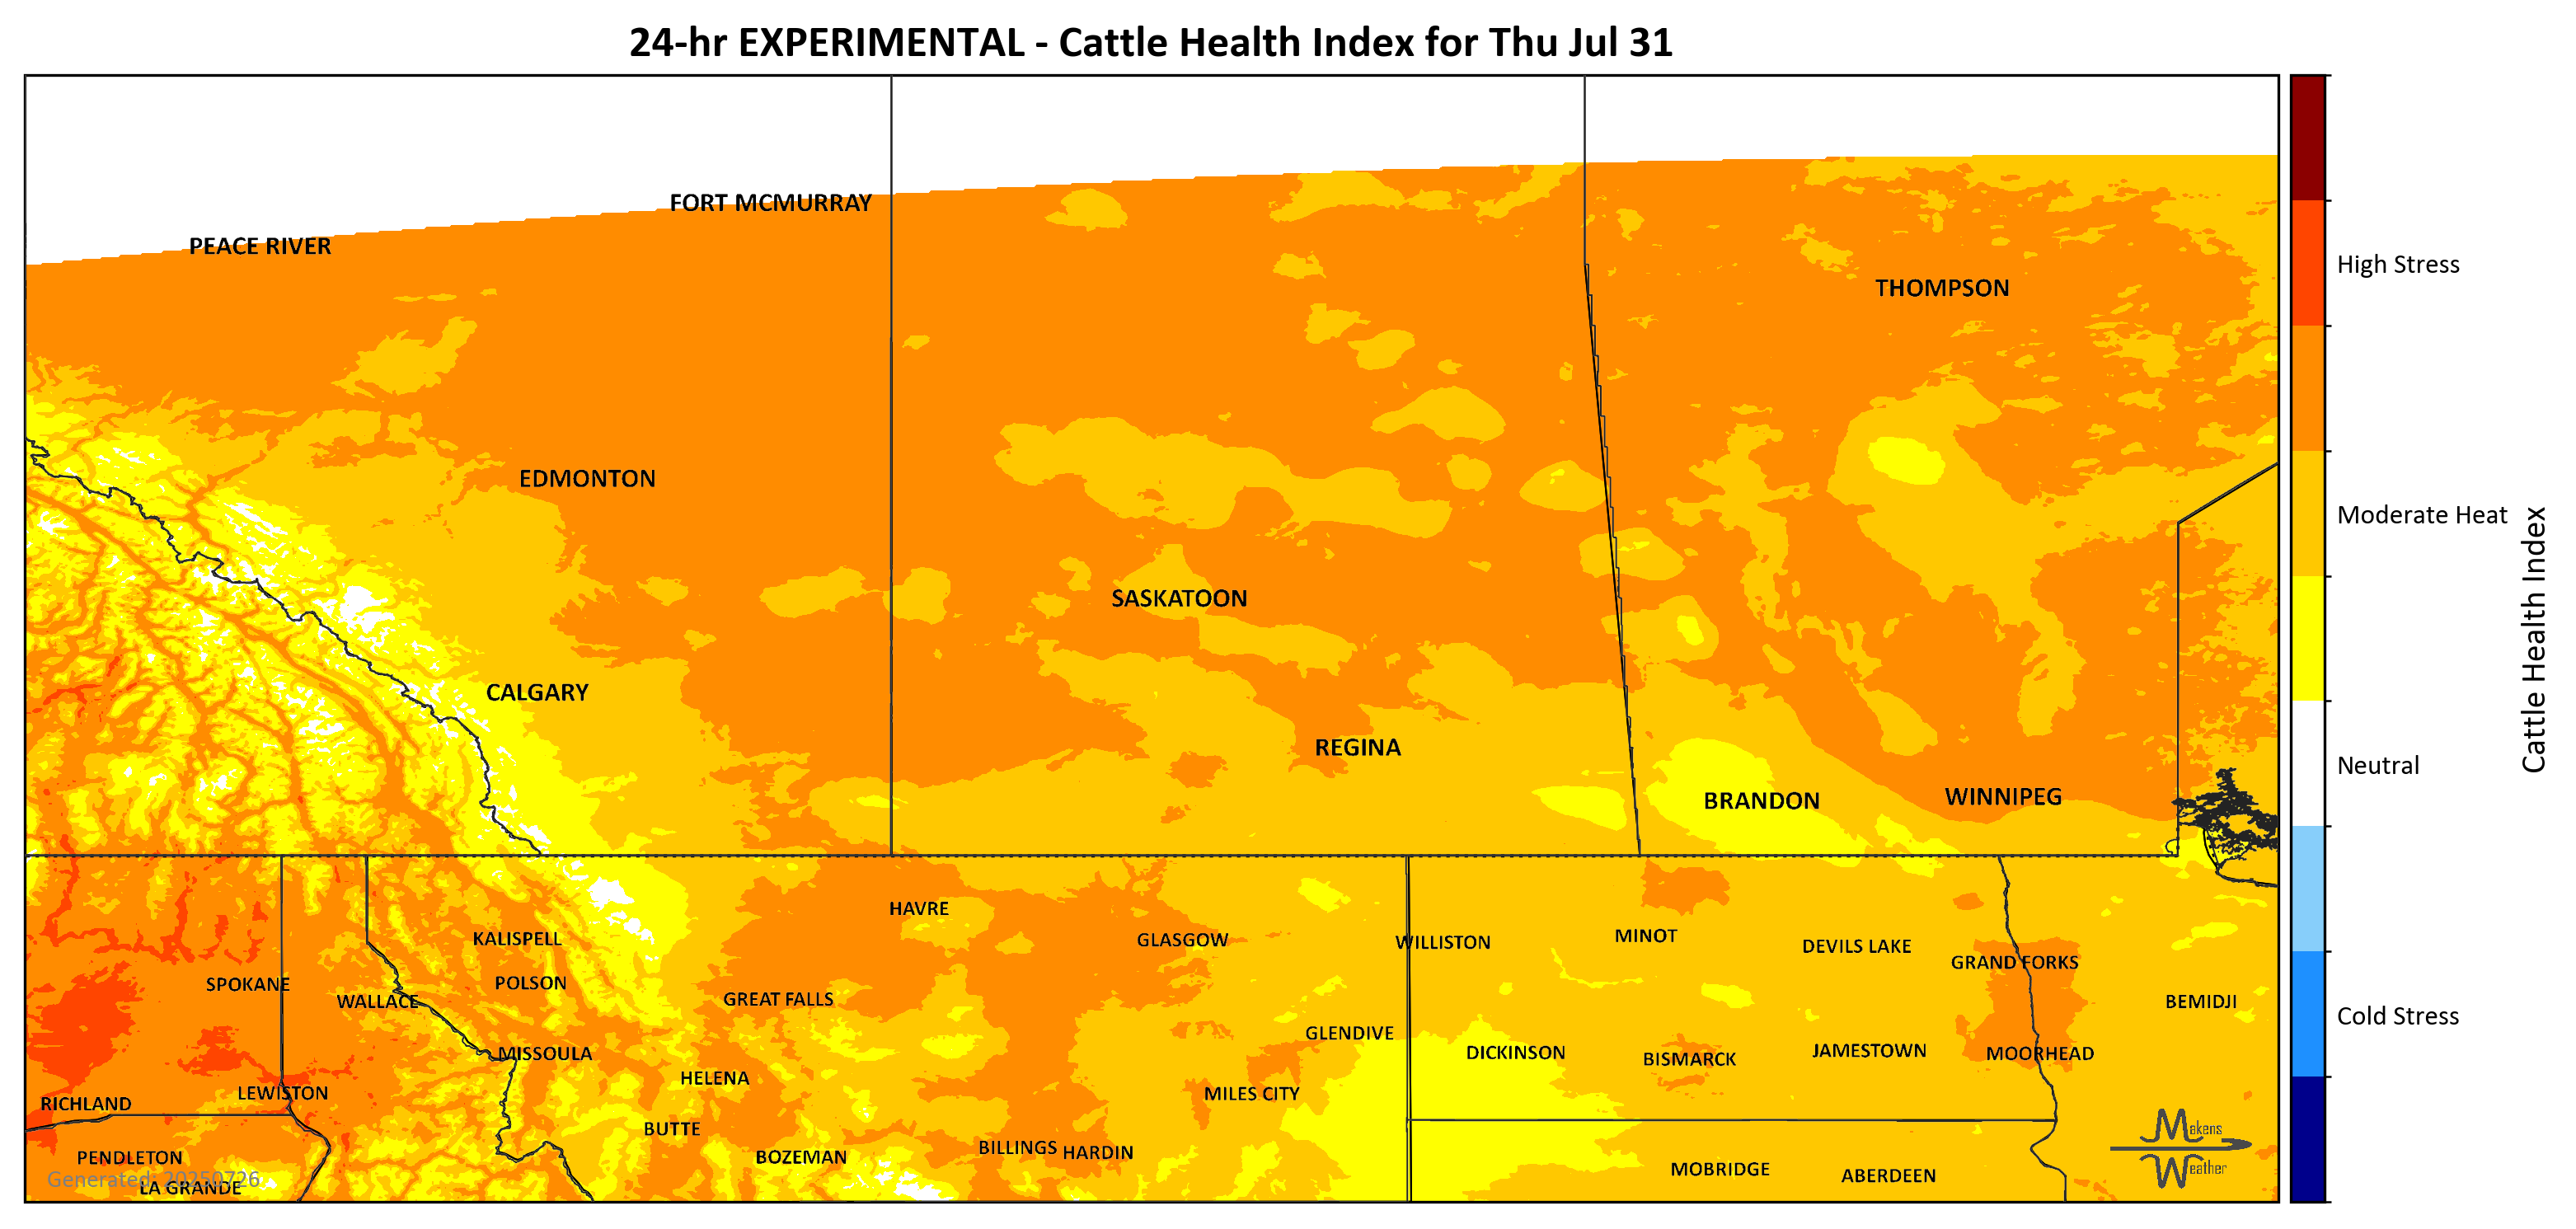 24-hr EXPERIMENTAL - Cattle Health Index for Thu Jul 31
FORT MCMURRAY
PEACE RIVER
THOMPSON
High Stress
EDMONTON
Moderate Heat
SASKATOON
Cattle Health Index
CALGARY
REGINA
Neutral
BRANDON
WINNIPEG
HAVRE
KALISPELL
GLASGOW
WILLISTON
MINOT
DEVILS LAKE
GRAND FORKS
SPOKANE
POLSON
WALLACE
GREAT FALLS
BEMIDJI
Cold Stress
GLENDIVE
MISSOULA
DICKINSON
BISMARCK
JAMESTOWN
MOORHEAD
HELENA
LEWISTON
MILES CITY
RICHLAND
BUTTE
Makens
Weather
PENDLETON
BOZEMAN
BILLINGS
HARDIN
MOBRIDGE
ABERDEEN
Generated: 20250726
LA GRANDE